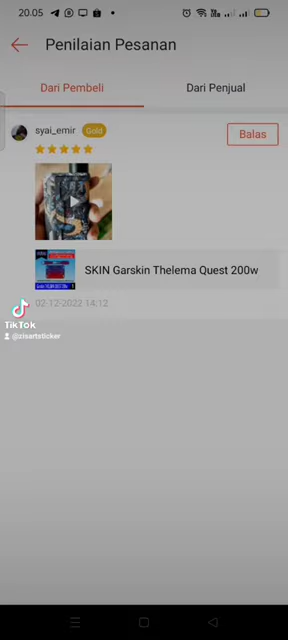 20.05
Penilaian Pesanan
Dari Pembeli
Dari Penjual
syai_emir Gold
Balas
SKIN Garskin Thelema Quest 200w
02-12-2022 14:12
TikTok
@zisartsticker